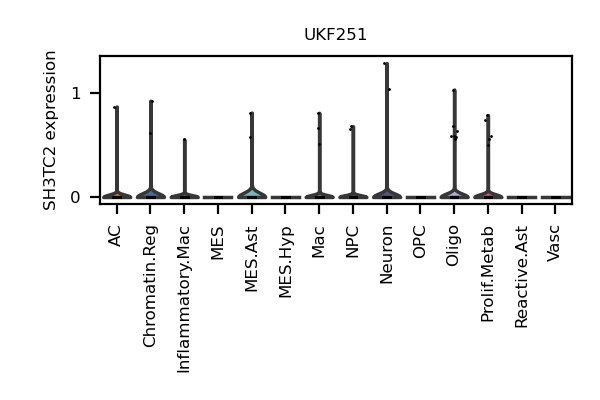 UKF251
SH3TC2 expression
1
0
AC
Chromatin.Reg
Inflammatory.Mac
MES
MES.Ast
MES.Hyp
Mac
NPC
Neuron
OPC
Oligo
Prolif.Metab
Reactive.Ast
Vasc